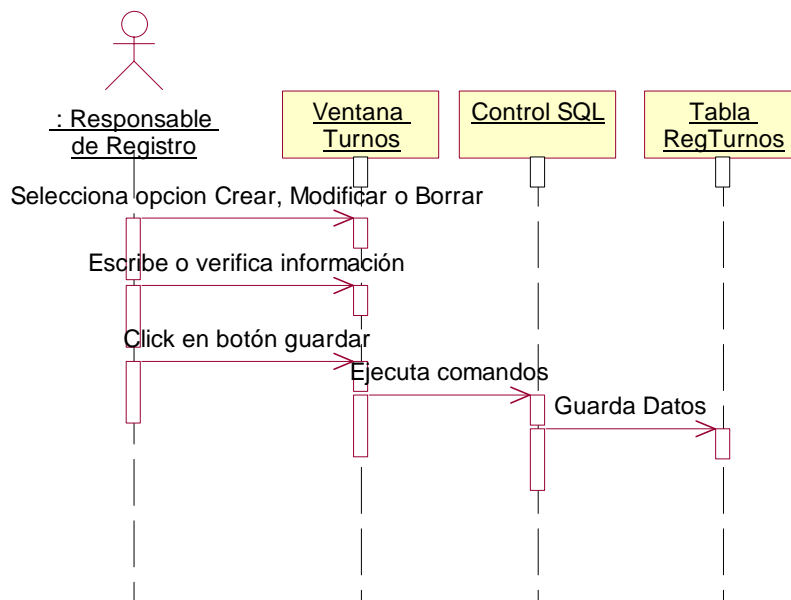 : Responsable
de Registro
Ventana
Turnos
Control SQL
Tabla
RegTurnos
Selecciona opcion Crear, Modificar o Borrar
Escribe o verifica información
Click en botón guardar
Ejecuta comandos
Guarda Datos